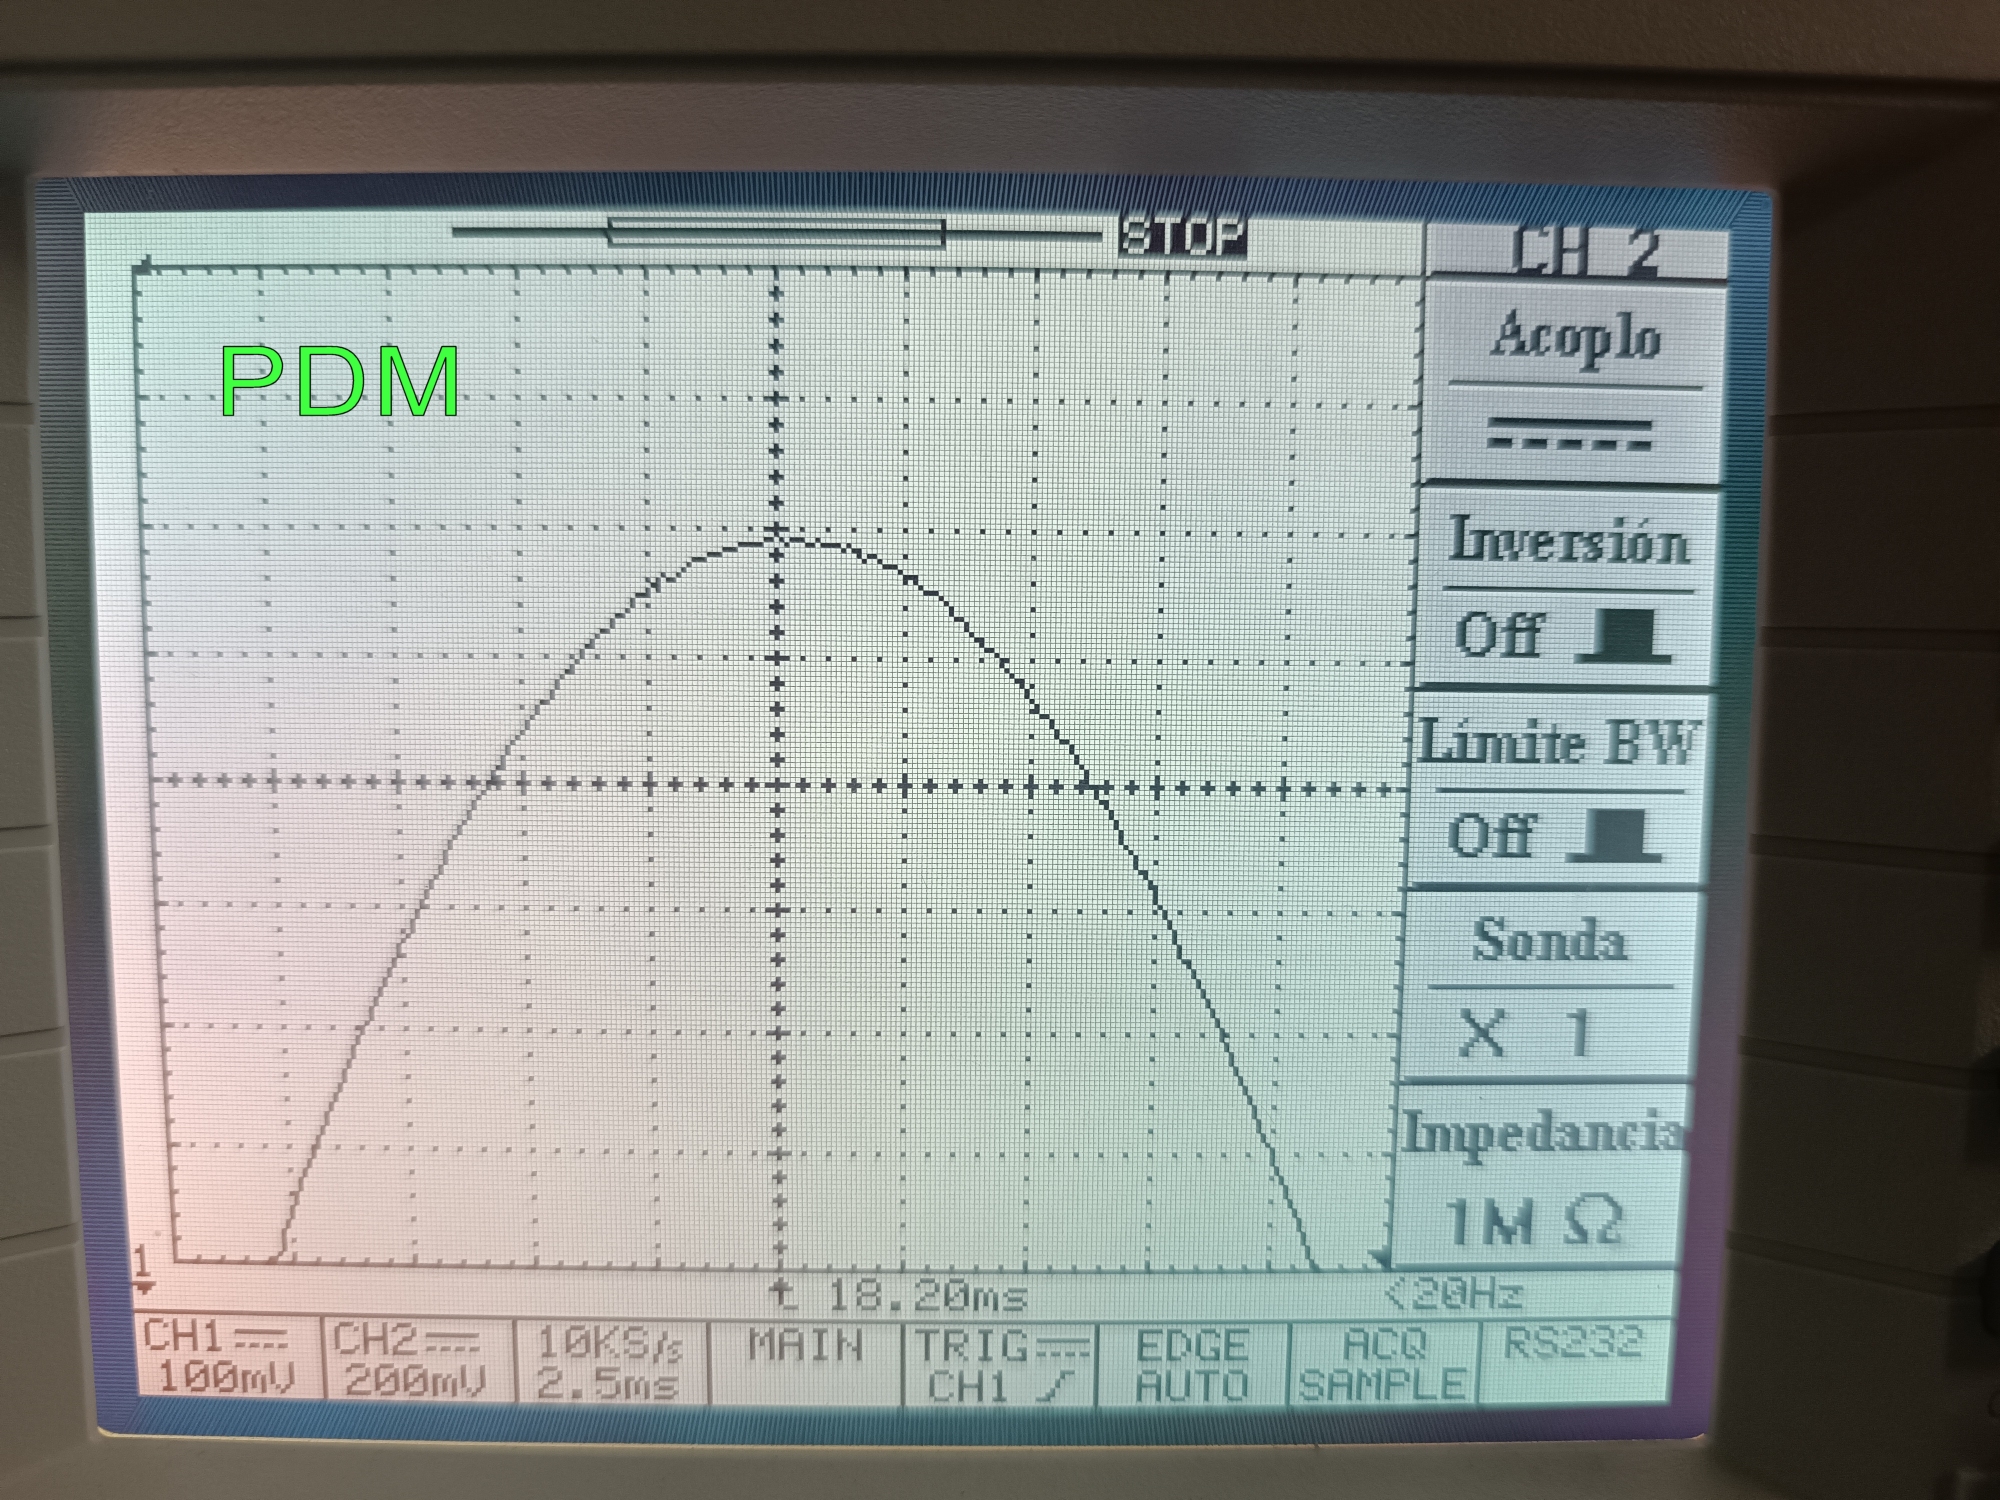 STOP
CH 2
PDM
Acoplo
Inversión
Off
Límite BW
Off
Sonda
X 1
Impedancia
1M Ω
1
t 18.20ms
<20Hz
CH1 CH2 10KS/s MAIN TRIG EDGE ACQ RS232
100mV 200mV 2.5ms CH1 AUTO SAMPLE